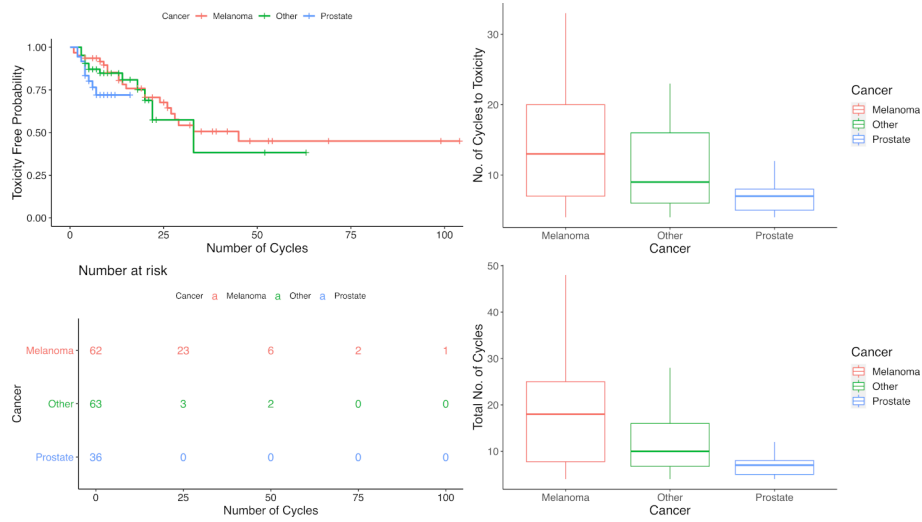 Cancer Melanoma Other Prostate
Toxicity Free Probability
1.00
0.75
0.50
0.25
0.00
0 25 50 75 100
Number of Cycles
No. of Cycles to Toxicity
30
20
10
Melanoma Other Prostate
Cancer
Cancer
Melanoma
Other
Prostate
Number at risk
Cancer a Melanoma a Other a Prostate
Cancer
Melanoma 62 23 6 2 1
Other 63 3 2 0 0
Prostate 36 0 0 0 0
0 25 50 75 100
Number of Cycles
Total No. of Cycles
50
40
30
20
10
Melanoma Other Prostate
Cancer
Cancer
Melanoma
Other
Prostate